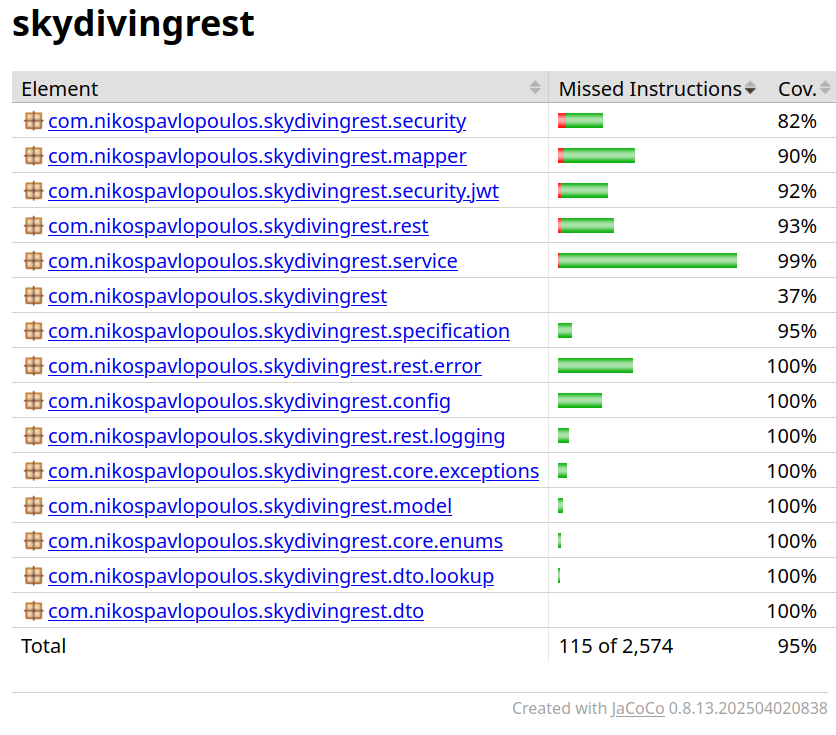 skydivingrest
Element Missed Instructions Cov.
com.nikospavlopoulos.skydivingrest.security 82%
com.nikospavlopoulos.skydivingrest.mapper 90%
com.nikospavlopoulos.skydivingrest.security.jwt 92%
com.nikospavlopoulos.skydivingrest.rest 93%
com.nikospavlopoulos.skydivingrest.service 99%
com.nikospavlopoulos.skydivingrest 37%
com.nikospavlopoulos.skydivingrest.specification 95%
com.nikospavlopoulos.skydivingrest.rest.error 100%
com.nikospavlopoulos.skydivingrest.config 100%
com.nikospavlopoulos.skydivingrest.rest.logging 100%
com.nikospavlopoulos.skydivingrest.core.exceptions 100%
com.nikospavlopoulos.skydivingrest.model 100%
com.nikospavlopoulos.skydivingrest.core.enums 100%
com.nikospavlopoulos.skydivingrest.dto.lookup 100%
com.nikospavlopoulos.skydivingrest.dto 100%
Total 115 of 2,574 95%
Created with JaCoCo 0.8.13.202504020838